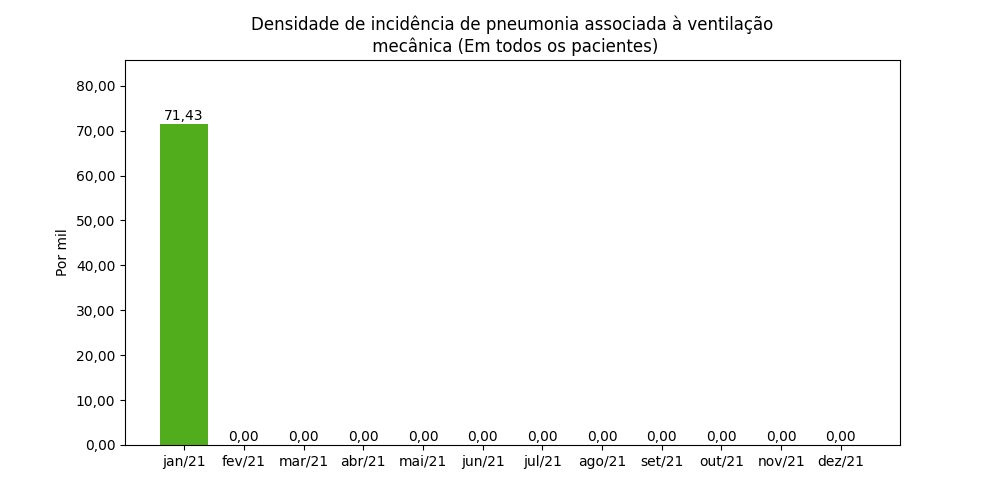 Densidade de incidência de pneumonia associada à ventilação
mecânica (Em todos os pacientes)
Por mil
80,00
70,00
60,00
50,00
40,00
30,00
20,00
10,00
0,00
71,43
0,00 0,00 0,00 0,00 0,00 0,00 0,00 0,00 0,00 0,00 0,00
jan/21 fev/21 mar/21 abr/21 mai/21 jun/21 jul/21 ago/21 set/21 out/21 nov/21 dez/21